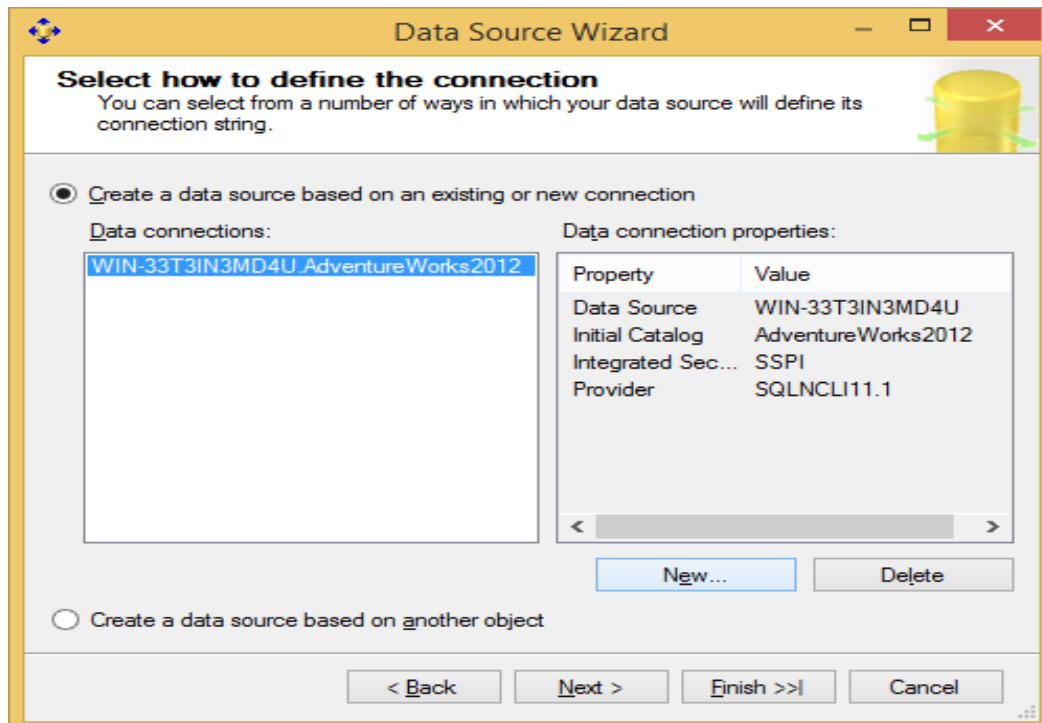 Data Source Wizard
Select how to define the connection
You can select from a number of ways in which your data source will define its
connection string.
Create a data source based on an existing or new connection
Data connections:
WIN-33T3IN3MD4U.AdventureWorks2012
Data connection properties:
Property Value
Data Source WIN-33T3IN3MD4U
Initial Catalog AdventureWorks2012
Integrated Sec... SSPI
Provider SQLNCLI11.1
New... Delete
Create a data source based on another object
< Back Next > Finish >>| Cancel